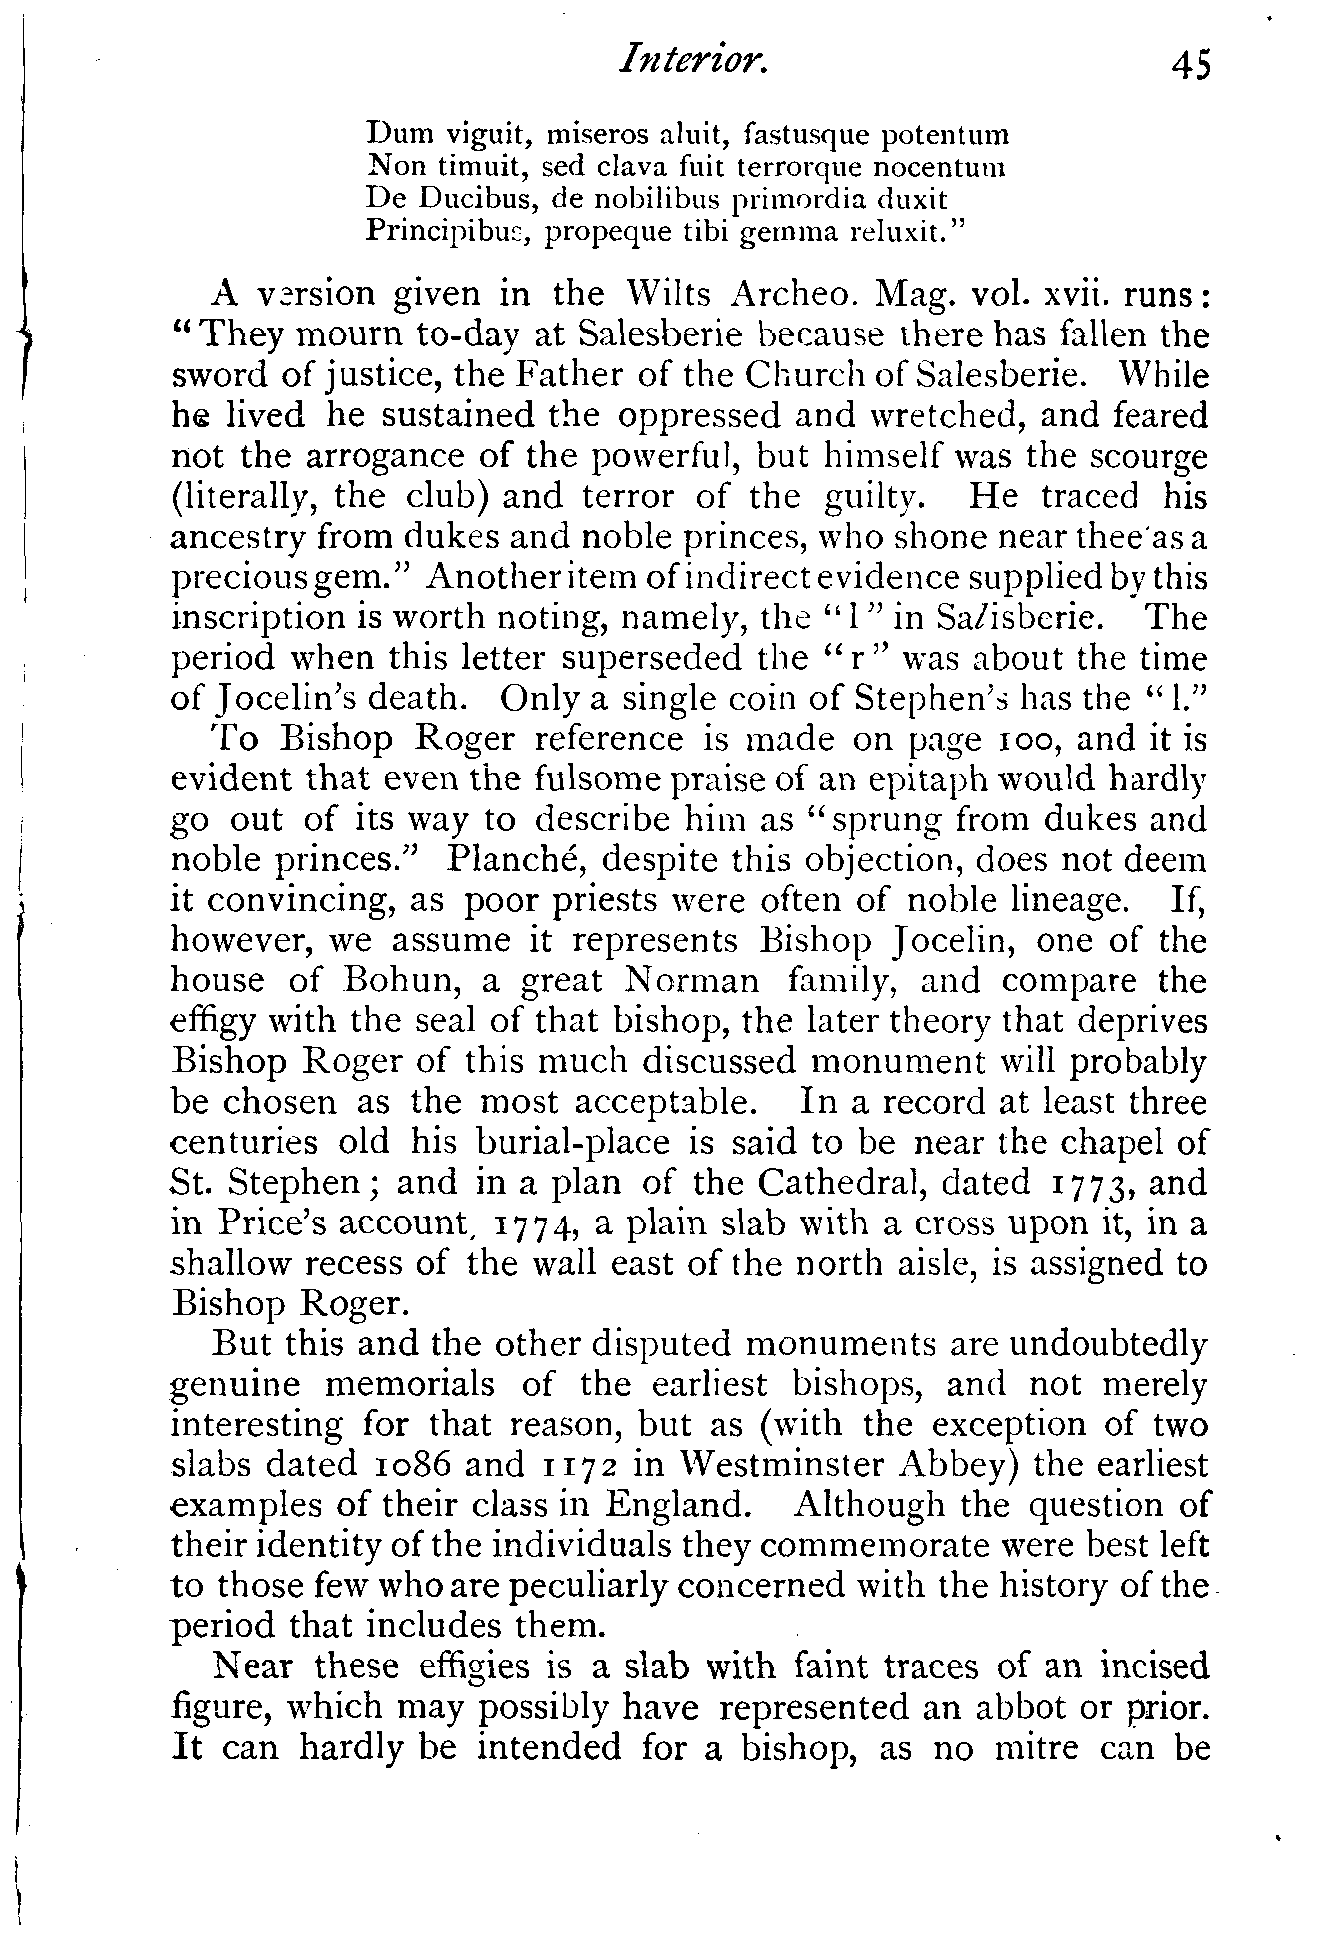 Interior. 45
Dum viguit, miseros aluit, fastusque potentum
Non timuit, sed clava fuit terrorque nocentum
De Ducibus, de nobilibus primordia duxit
Principibus, propeque tibi gemma reluxit."
A version given in the Wilts Archeo. Mag. vol. xvii. runs:
"They mourn to-day at Salesberie because there has fallen the
sword of justice, the Father of the Church of Salesberie. While
he lived he sustained the oppressed and wretched, and feared
not the arrogance of the powerful, but himself was the scourge
(literally, the club) and terror of the guilty. He traced his
ancestry from dukes and noble princes, who shone near thee as a
precious gem." Another item of indirect evidence supplied by this
inscription is worth noting, namely, the "l" in Salisberie. The
period when this letter superseded the "r" was about the time
of Jocelin's death. Only a single coin of Stephen's has the "l."
To Bishop Roger reference is made on page 100, and it is
evident that even the fulsome praise of an epitaph would hardly
go out of its way to describe him as "sprung from dukes and
noble princes." Planché, despite this objection, does not deem
it convincing, as poor priests were often of noble lineage. If,
however, we assume it represents Bishop Jocelin, one of the
house of Bohun, a great Norman family, and compare the
effigy with the seal of that bishop, the later theory that deprives
Bishop Roger of this much discussed monument will probably
be chosen as the most acceptable. In a record at least three
centuries old his burial-place is said to be near the chapel of
St. Stephen; and in a plan of the Cathedral, dated 1773, and
in Price's account, 1774, a plain slab with a cross upon it, in a
shallow recess of the wall east of the north aisle, is assigned to
Bishop Roger.
But this and the other disputed monuments are undoubtedly
genuine memorials of the earliest bishops, and not merely
interesting for that reason, but as (with the exception of two
slabs dated 1086 and 1172 in Westminster Abbey) the earliest
examples of their class in England. Although the question of
their identity of the individuals they commemorate were best left
to those few who are peculiarly concerned with the history of the
period that includes them.
Near these effigies is a slab with faint traces of an incised
figure, which may possibly have represented an abbot or prior.
It can hardly be intended for a bishop, as no mitre can be